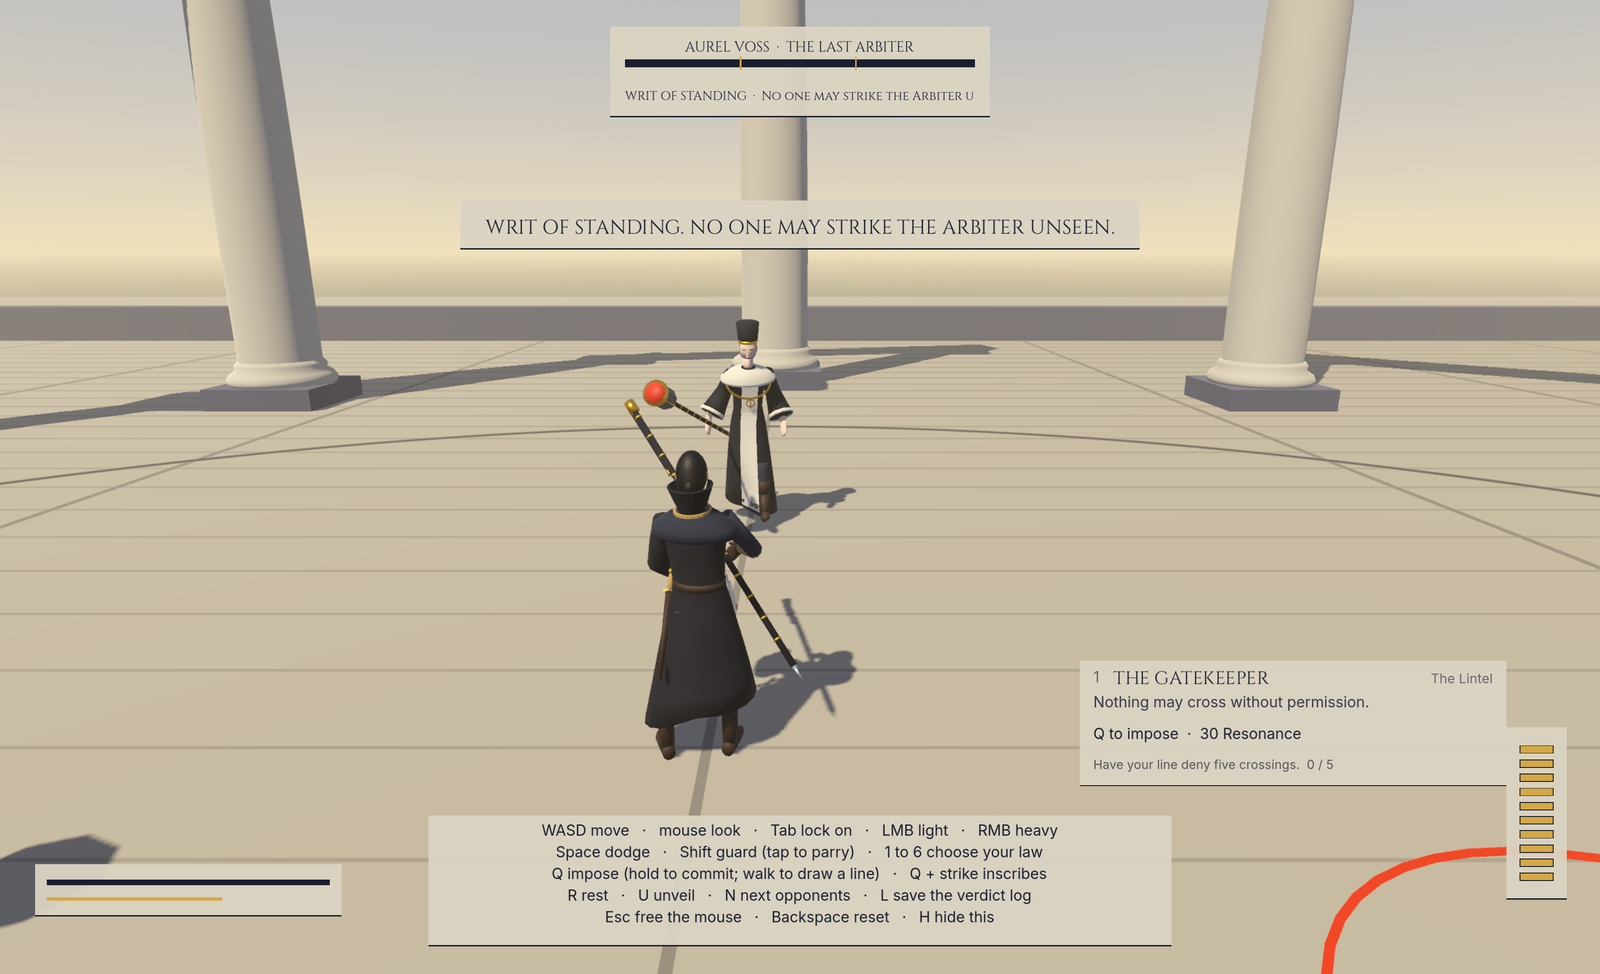 AUREL VOSS · THE LAST ARBITER
WRIT OF STANDING · NO ONE MAY STRIKE THE ARBITER U
WRIT OF STANDING. NO ONE MAY STRIKE THE ARBITER UNSEEN.
1 THE GATEKEEPER The Lintel
Nothing may cross without permission.
Q to impose · 30 Resonance
Have your line deny five crossings. 0 / 5
WASD move · mouse look · Tab lock on · LMB light · RMB heavy
Space dodge · Shift guard (tap to parry) · 1 to 6 choose your law
Q impose (hold to commit; walk to draw a line) · Q + strike inscribes
R rest · U unveil · N next opponents · L save the verdict log
Esc free the mouse · Backspace reset · H hide this